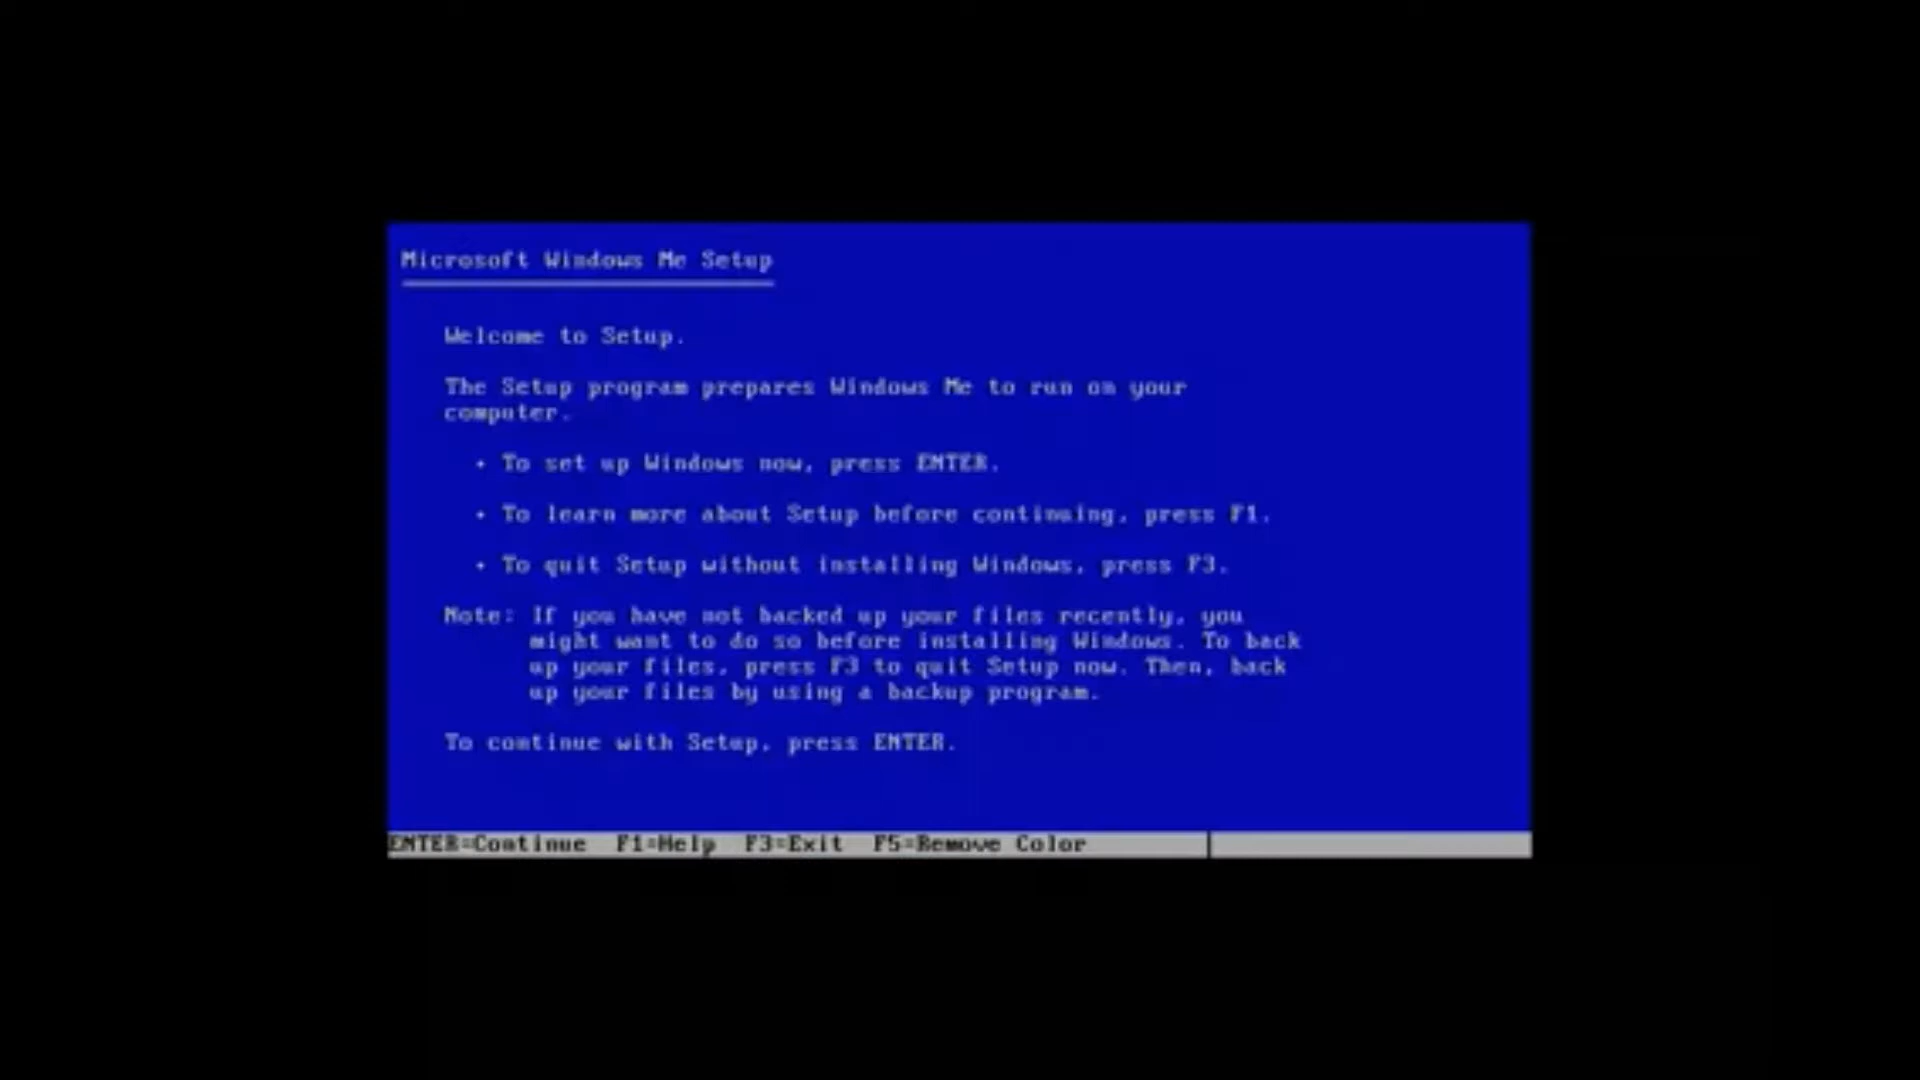 Microsoft Windows Me Setup
Welcome to Setup.
The Setup program prepares Windows Me to run on your
computer.
• To set up Windows now, press ENTER.
• To learn more about Setup before continuing, press F1.
• To quit Setup without installing Windows, press F3.
Note: If you have not backed up your files recently, you
might want to do so before installing Windows. To back
up your files, press F3 to quit Setup now. Then, back
up your files by using a backup program.
To continue with Setup, press ENTER.
ENTER=Continue F1=Help F3=Exit F5=Remove Color